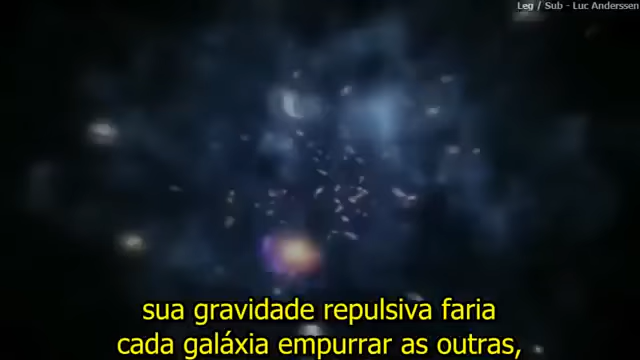 Leg / Sub - Luc Anderssen
sua gravidade repulsiva faria
cada galáxia empurrar as outras,